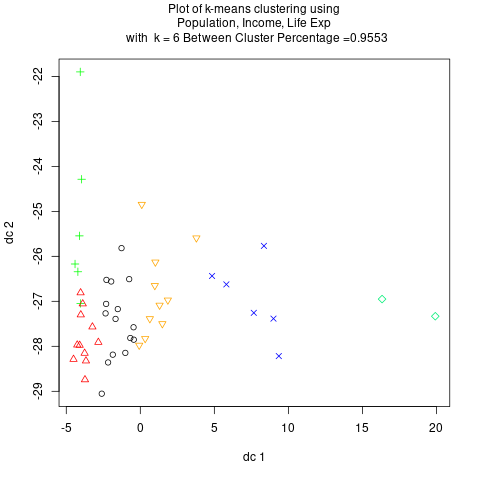 Plot of k-means clustering using
Population, Income, Life Exp
with  k = 6 Between Cluster Percentage =0.9553
-22
-23
-24
-25
-26
-27
-28
-29
dc 2
-5 0 5 10 15 20
dc 1